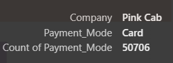 Company Pink Cab
Payment_Mode Card
Count of Payment_Mode 50706